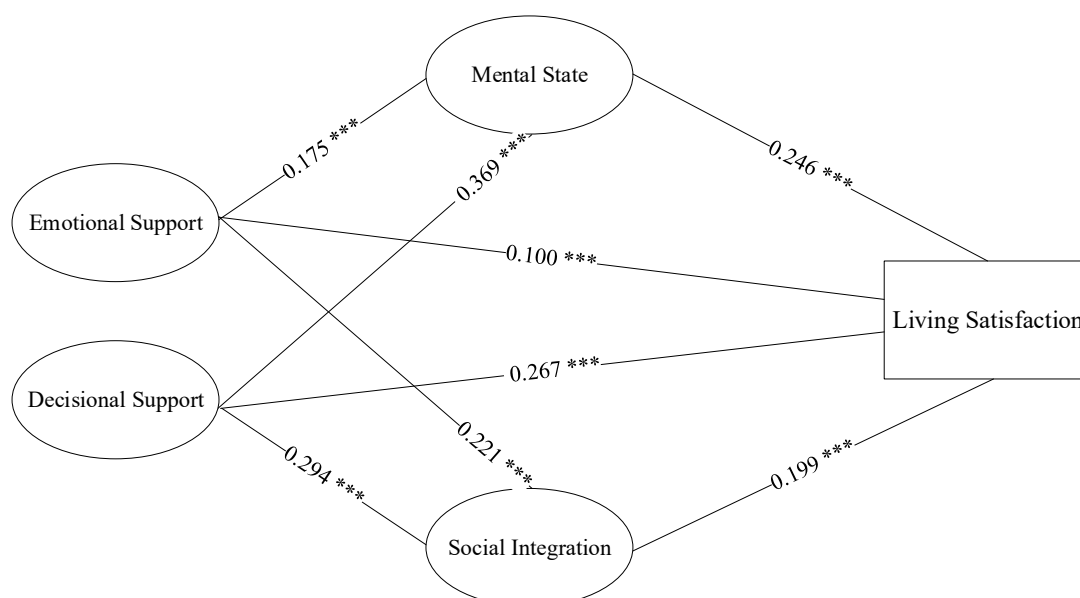 Mental State
0.175 ***
0.369 ***
0.246 ***
Emotional Support
0.100 ***
Living Satisfaction
0.267 ***
Decisional Support
0.221 ***
0.294 ***
0.199 ***
Social Integration